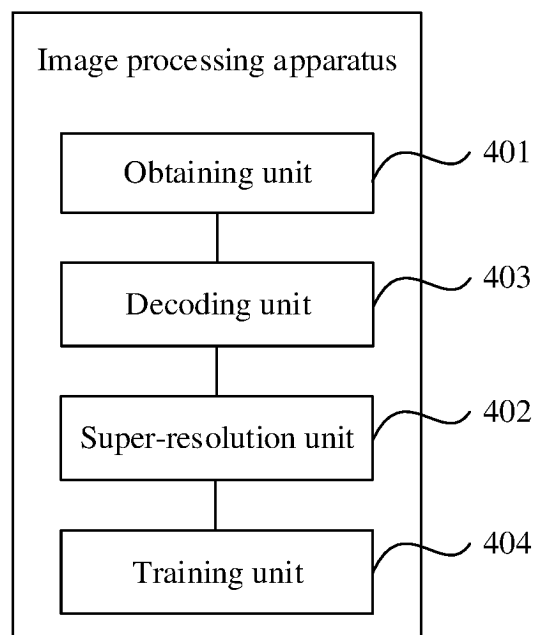 Image processing apparatus
Obtaining unit
401
Decoding unit
403
Super-resolution unit
402
Training unit
404